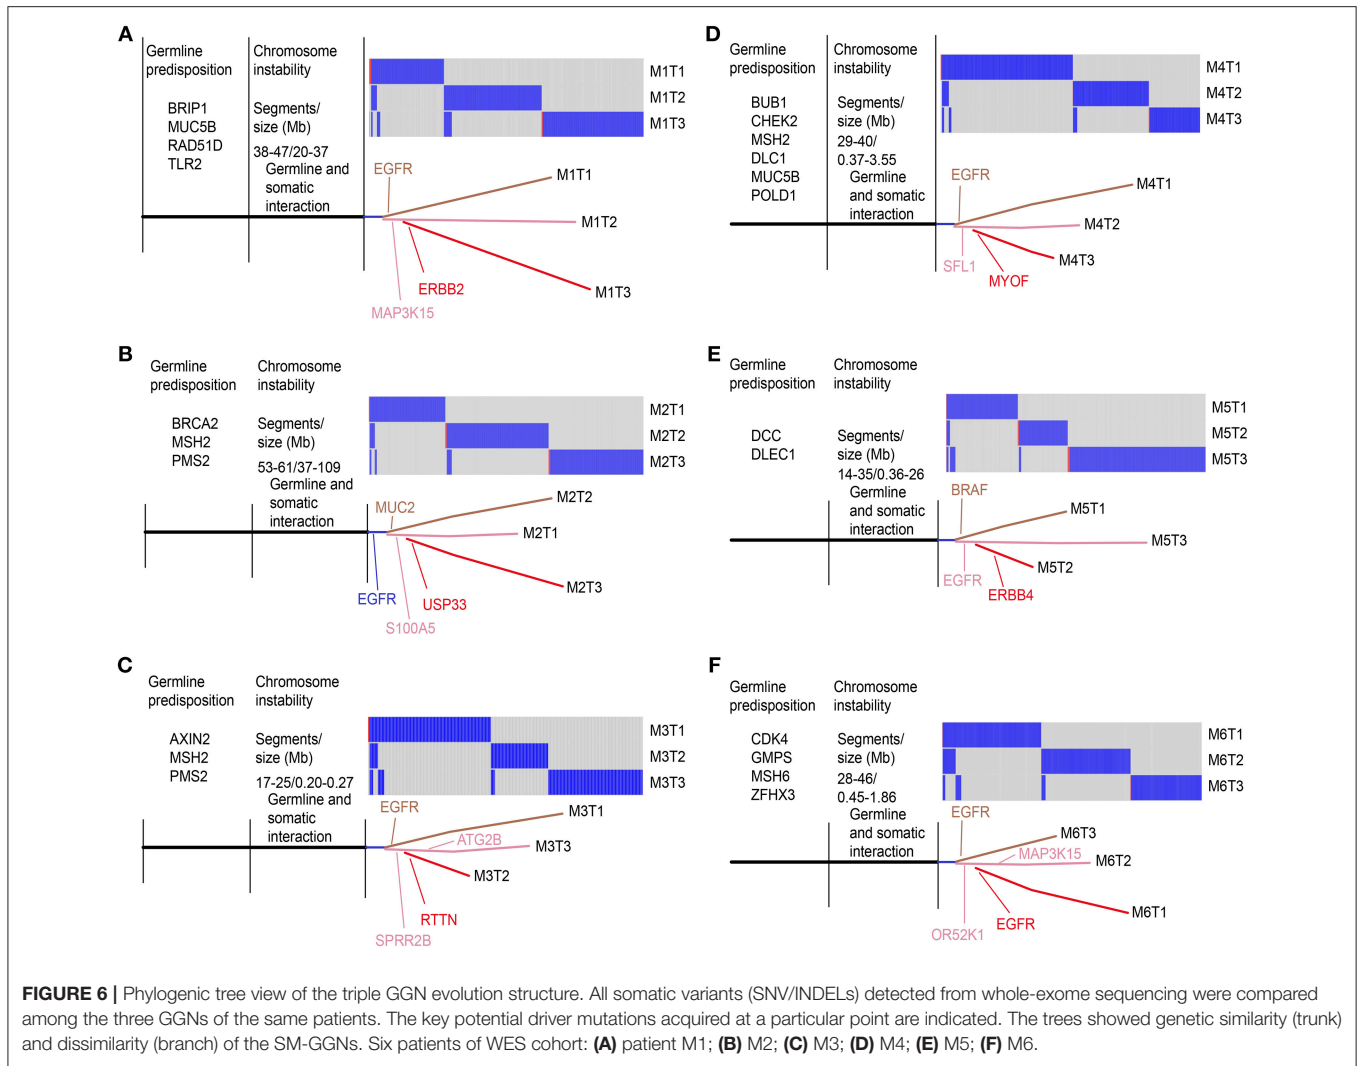 A
Germline
predisposition
Chromosome
instability
BRIP1
MUC5B
RAD51D
TLR2
Segments/
size (Mb)
38-47/20-37
Germline and
somatic
interaction
M1T1
M1T2
M1T3
EGFR
M1T1
M1T2
ERBB2
M1T3
MAP3K15
B
Germline
predisposition
Chromosome
instability
BRCA2
MSH2
PMS2
Segments/
size (Mb)
53-61/37-109
Germline and
somatic
interaction
M2T1
M2T2
M2T3
MUC2
M2T2
M2T1
M2T3
EGFR
USP33
S100A5
C
Germline
predisposition
Chromosome
instability
AXIN2
MSH2
PMS2
Segments/
size (Mb)
17-25/0.20-0.27
Germline and
somatic
interaction
M3T1
M3T2
M3T3
EGFR
M3T1
ATG2B
M3T3
M3T2
RTTN
SPRR2B
D
Germline
predisposition
Chromosome
instability
BUB1
CHEK2
MSH2
DLC1
MUC5B
POLD1
Segments/
size (Mb)
29-40/
0.37-3.55
Germline
and somatic
interaction
M4T1
M4T2
M4T3
EGFR
M4T1
M4T2
M4T3
SFL1
MYOF
E
Germline
predisposition
Chromosome
instability
DCC
DLEC1
Segments/
size (Mb)
14-35/0.36-26
Germline
and somatic
interaction
M5T1
M5T2
M5T3
BRAF
M5T1
M5T3
M5T2
EGFR
ERBB4
F
Germline
predisposition
Chromosome
instability
CDK4
GMPS
MSH6
ZFHX3
Segments/
size (Mb)
28-46/
0.45-1.86
Germline
and somatic
interaction
M6T1
M6T2
M6T3
EGFR
M6T3
MAP3K15
M6T2
M6T1
EGFR
OR52K1
FIGURE 6 | Phylogenic tree view of the triple GGN evolution structure. All somatic variants (SNV/INDELs) detected from whole-exome sequencing were compared
among the three GGNs of the same patients. The key potential driver mutations acquired at a particular point are indicated. The trees showed genetic similarity (trunk)
and dissimilarity (branch) of the SM-GGNs. Six patients of WES cohort: (A) patient M1; (B) M2; (C) M3; (D) M4; (E) M5; (F) M6.